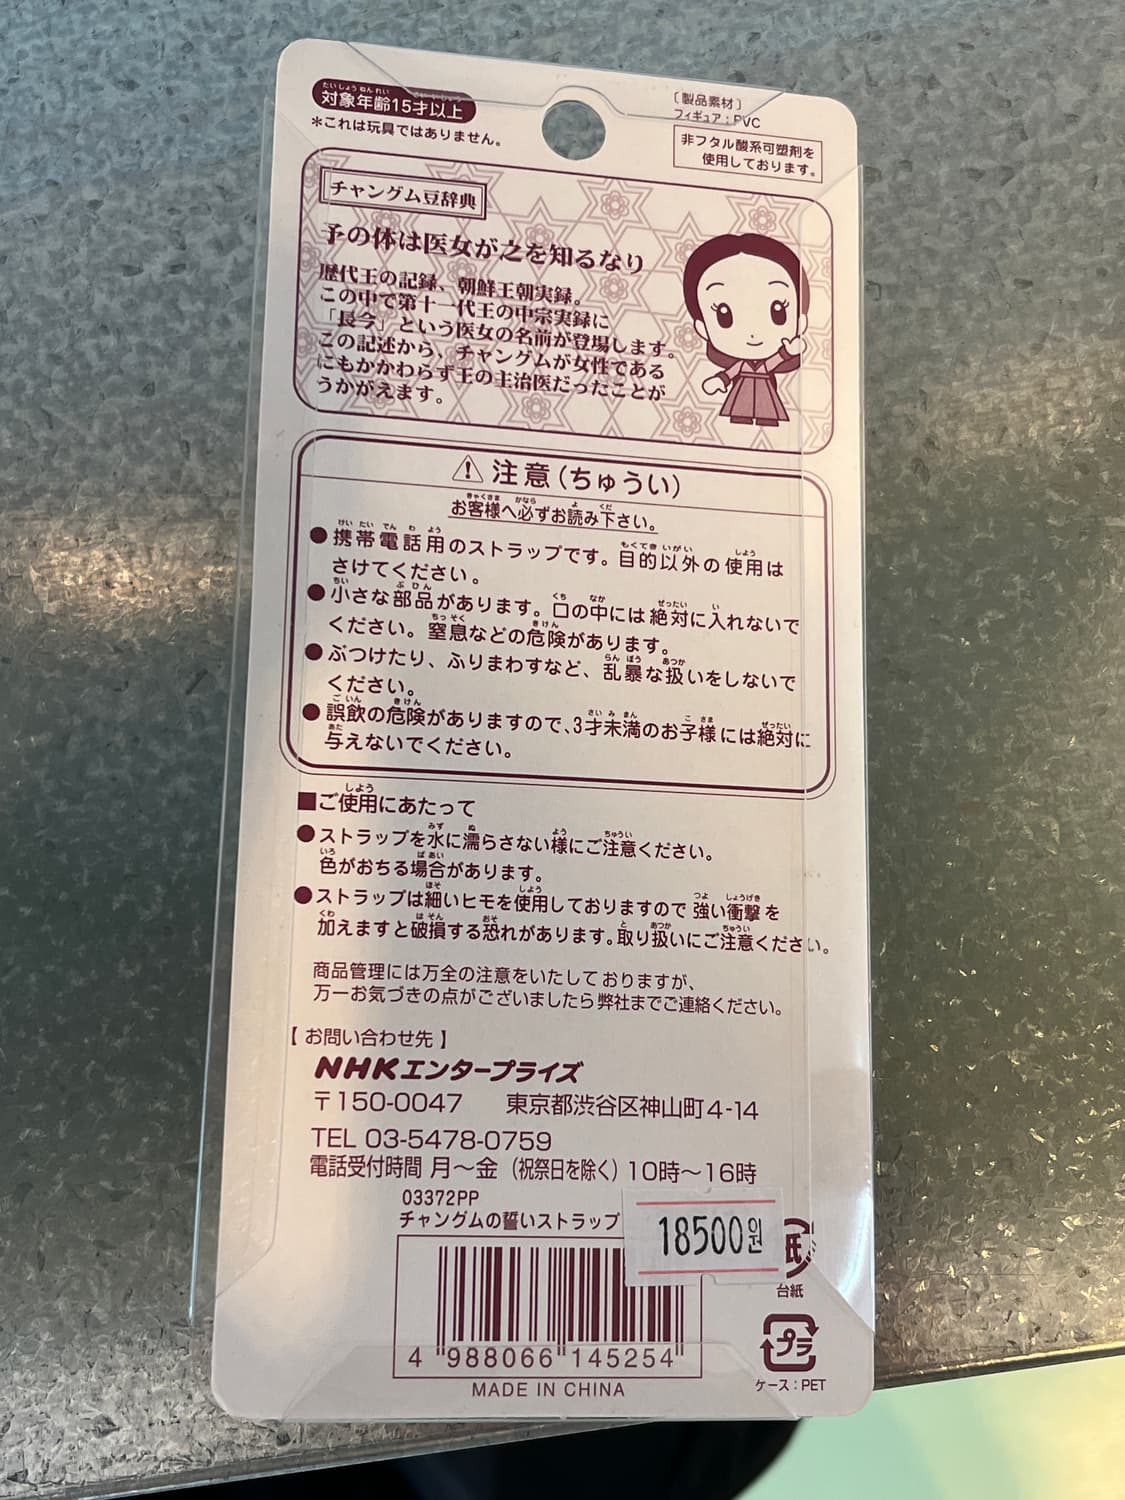 対象年齢15才以上
*これは玩具ではありません。
〔製品素材〕
フィギュア:PVC
非フタル酸系可塑剤を
使用しております。
チャングム豆辞典
予の体は医女が之を知るなり
歴代王の記録、朝鮮王朝実録。
この中で第十一代王の中宗実録に
「長今」という医女の名前が登場します。
この記述から、チャングムが女性である
にもかかわらず王の主治医だったことが
うかがえます。
⚠注意(ちゅうい)
お客様へ必ずお読み下さい。
●携帯電話用のストラップです。目的以外の使用は
さけてください。
●小さな部品があります。口の中には絶対に入れないで
ください。窒息などの危険があります。
●ぶつけたり、ふりまわすなど、乱暴な扱いをしないで
ください。
●誤飲の危険がありますので、3才未満のお子様には絶対に
与えないでください。
■ご使用にあたって
●ストラップを水に濡らさない様にご注意ください。
色がおちる場合があります。
●ストラップは細いヒモを使用しておりますので強い衝撃を
加えますと破損する恐れがあります。取り扱いにご注意ください。
商品管理には万全の注意をいたしておりますが、
万一お気づきの点がございましたら弊社までご連絡ください。
【お問い合わせ先】
NHKエンタープライズ
〒150-0047 東京都渋谷区神山町4-14
TEL 03-5478-0759
電話受付時間 月～金(祝祭日を除く)10時～16時
03372PP
チャングムの誓いストラップ
18500원
紙
台紙
4 988066 145254
プラ
ケース:PET
MADE IN CHINA